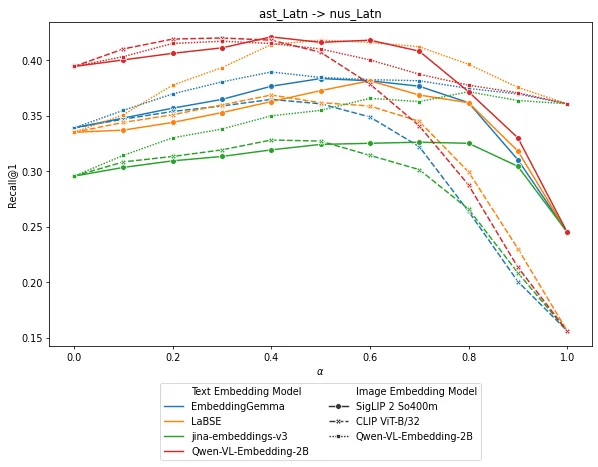 ast_Latn -> nus_Latn
Recall@1
0.40
0.35
0.30
0.25
0.20
0.15
0.0 0.2 0.4 0.6 0.8 1.0
α
Text Embedding Model Image Embedding Model
EmbeddingGemma SigLIP 2 So400m
LaBSE CLIP ViT-B/32
jina-embeddings-v3 Qwen-VL-Embedding-2B
Qwen-VL-Embedding-2B